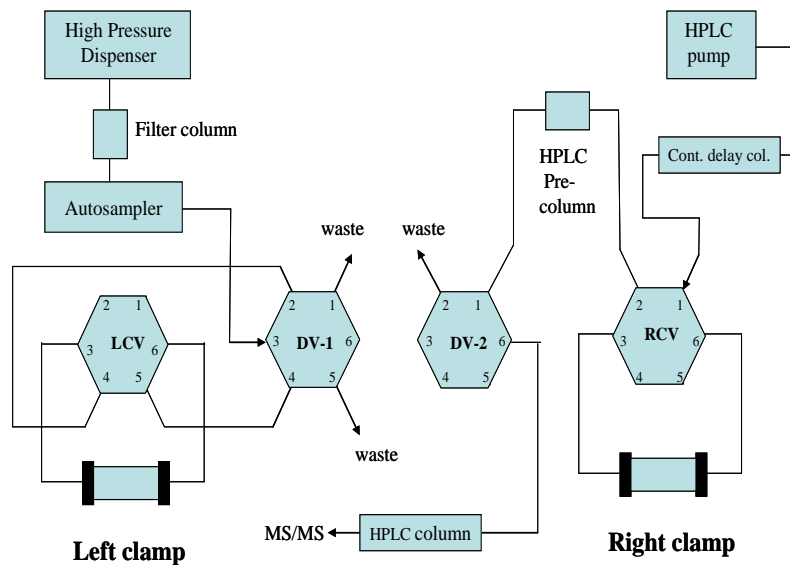 High Pressure
Dispenser
HPLC
pump
Filter column
HPLC
Pre-
column
Cont. delay col.
Autosampler
waste
waste
2 1
3 LCV 6
4 5
2 1
3 DV-1 6
4 5
2 1
3 DV-2 6
4 5
2 1
3 RCV 6
4 5
waste
MS/MS
HPLC column
Left clamp
Right clamp